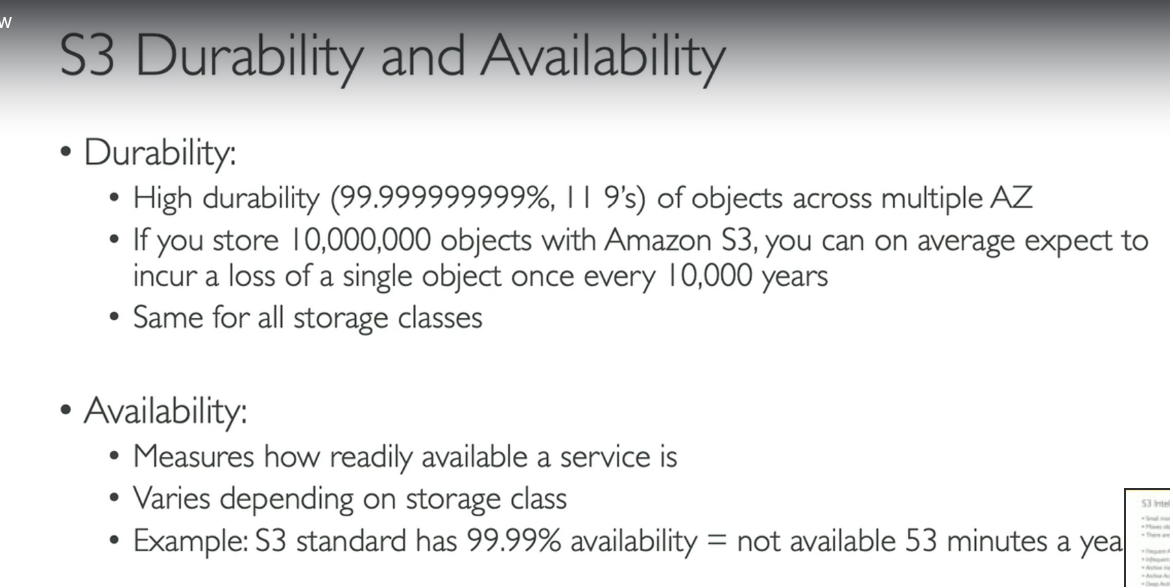 w
S3 Durability and Availability
• Durability:
• High durability (99.999999999%, 11 9’s) of objects across multiple AZ
• If you store 10,000,000 objects with Amazon S3, you can on average expect to
incur a loss of a single object once every 10,000 years
• Same for all storage classes
• Availability:
• Measures how readily available a service is
• Varies depending on storage class
• Example: S3 standard has 99.99% availability = not available 53 minutes a yea
S3 Intel